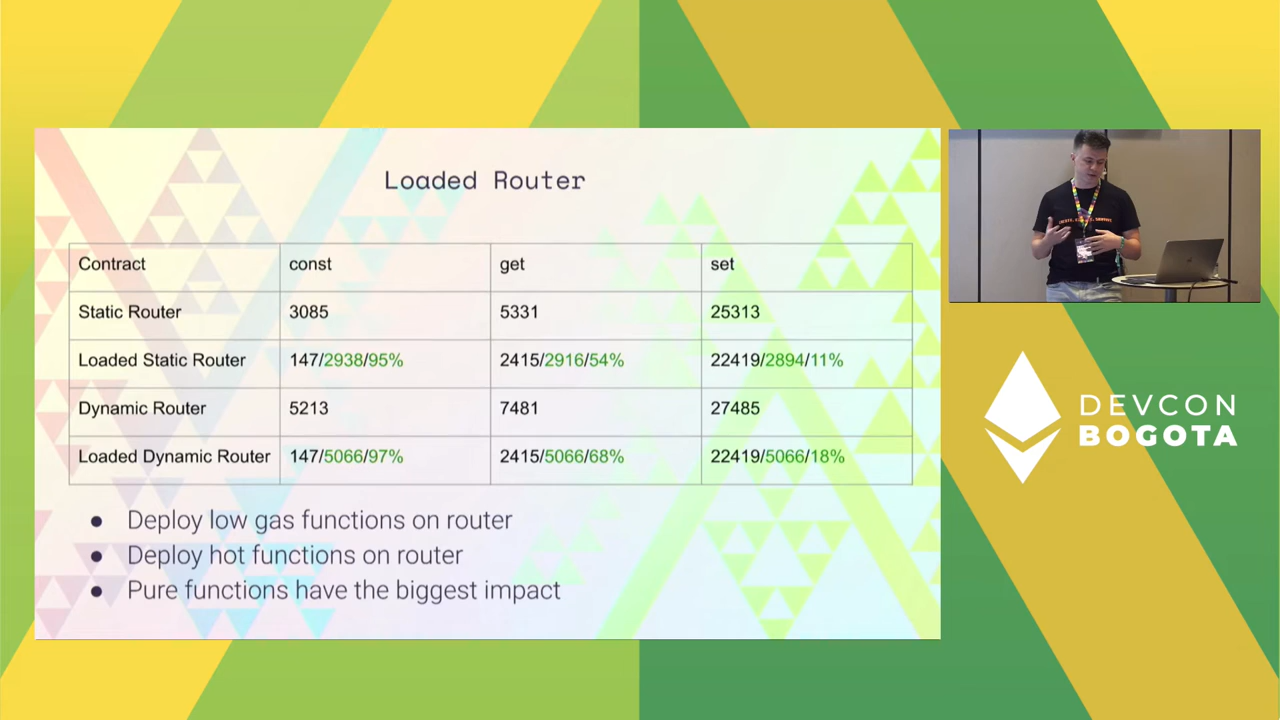 Loaded Router
Contract const get set
Static Router 3085 5331 25313
Loaded Static Router 147/2938/95% 2415/2916/54% 22419/2894/11%
Dynamic Router 5213 7481 27485
Loaded Dynamic Router 147/5066/97% 2415/5066/68% 22419/5066/18%
● Deploy low gas functions on router
● Deploy hot functions on router
● Pure functions have the biggest impact
DEVCON
BOGOTA